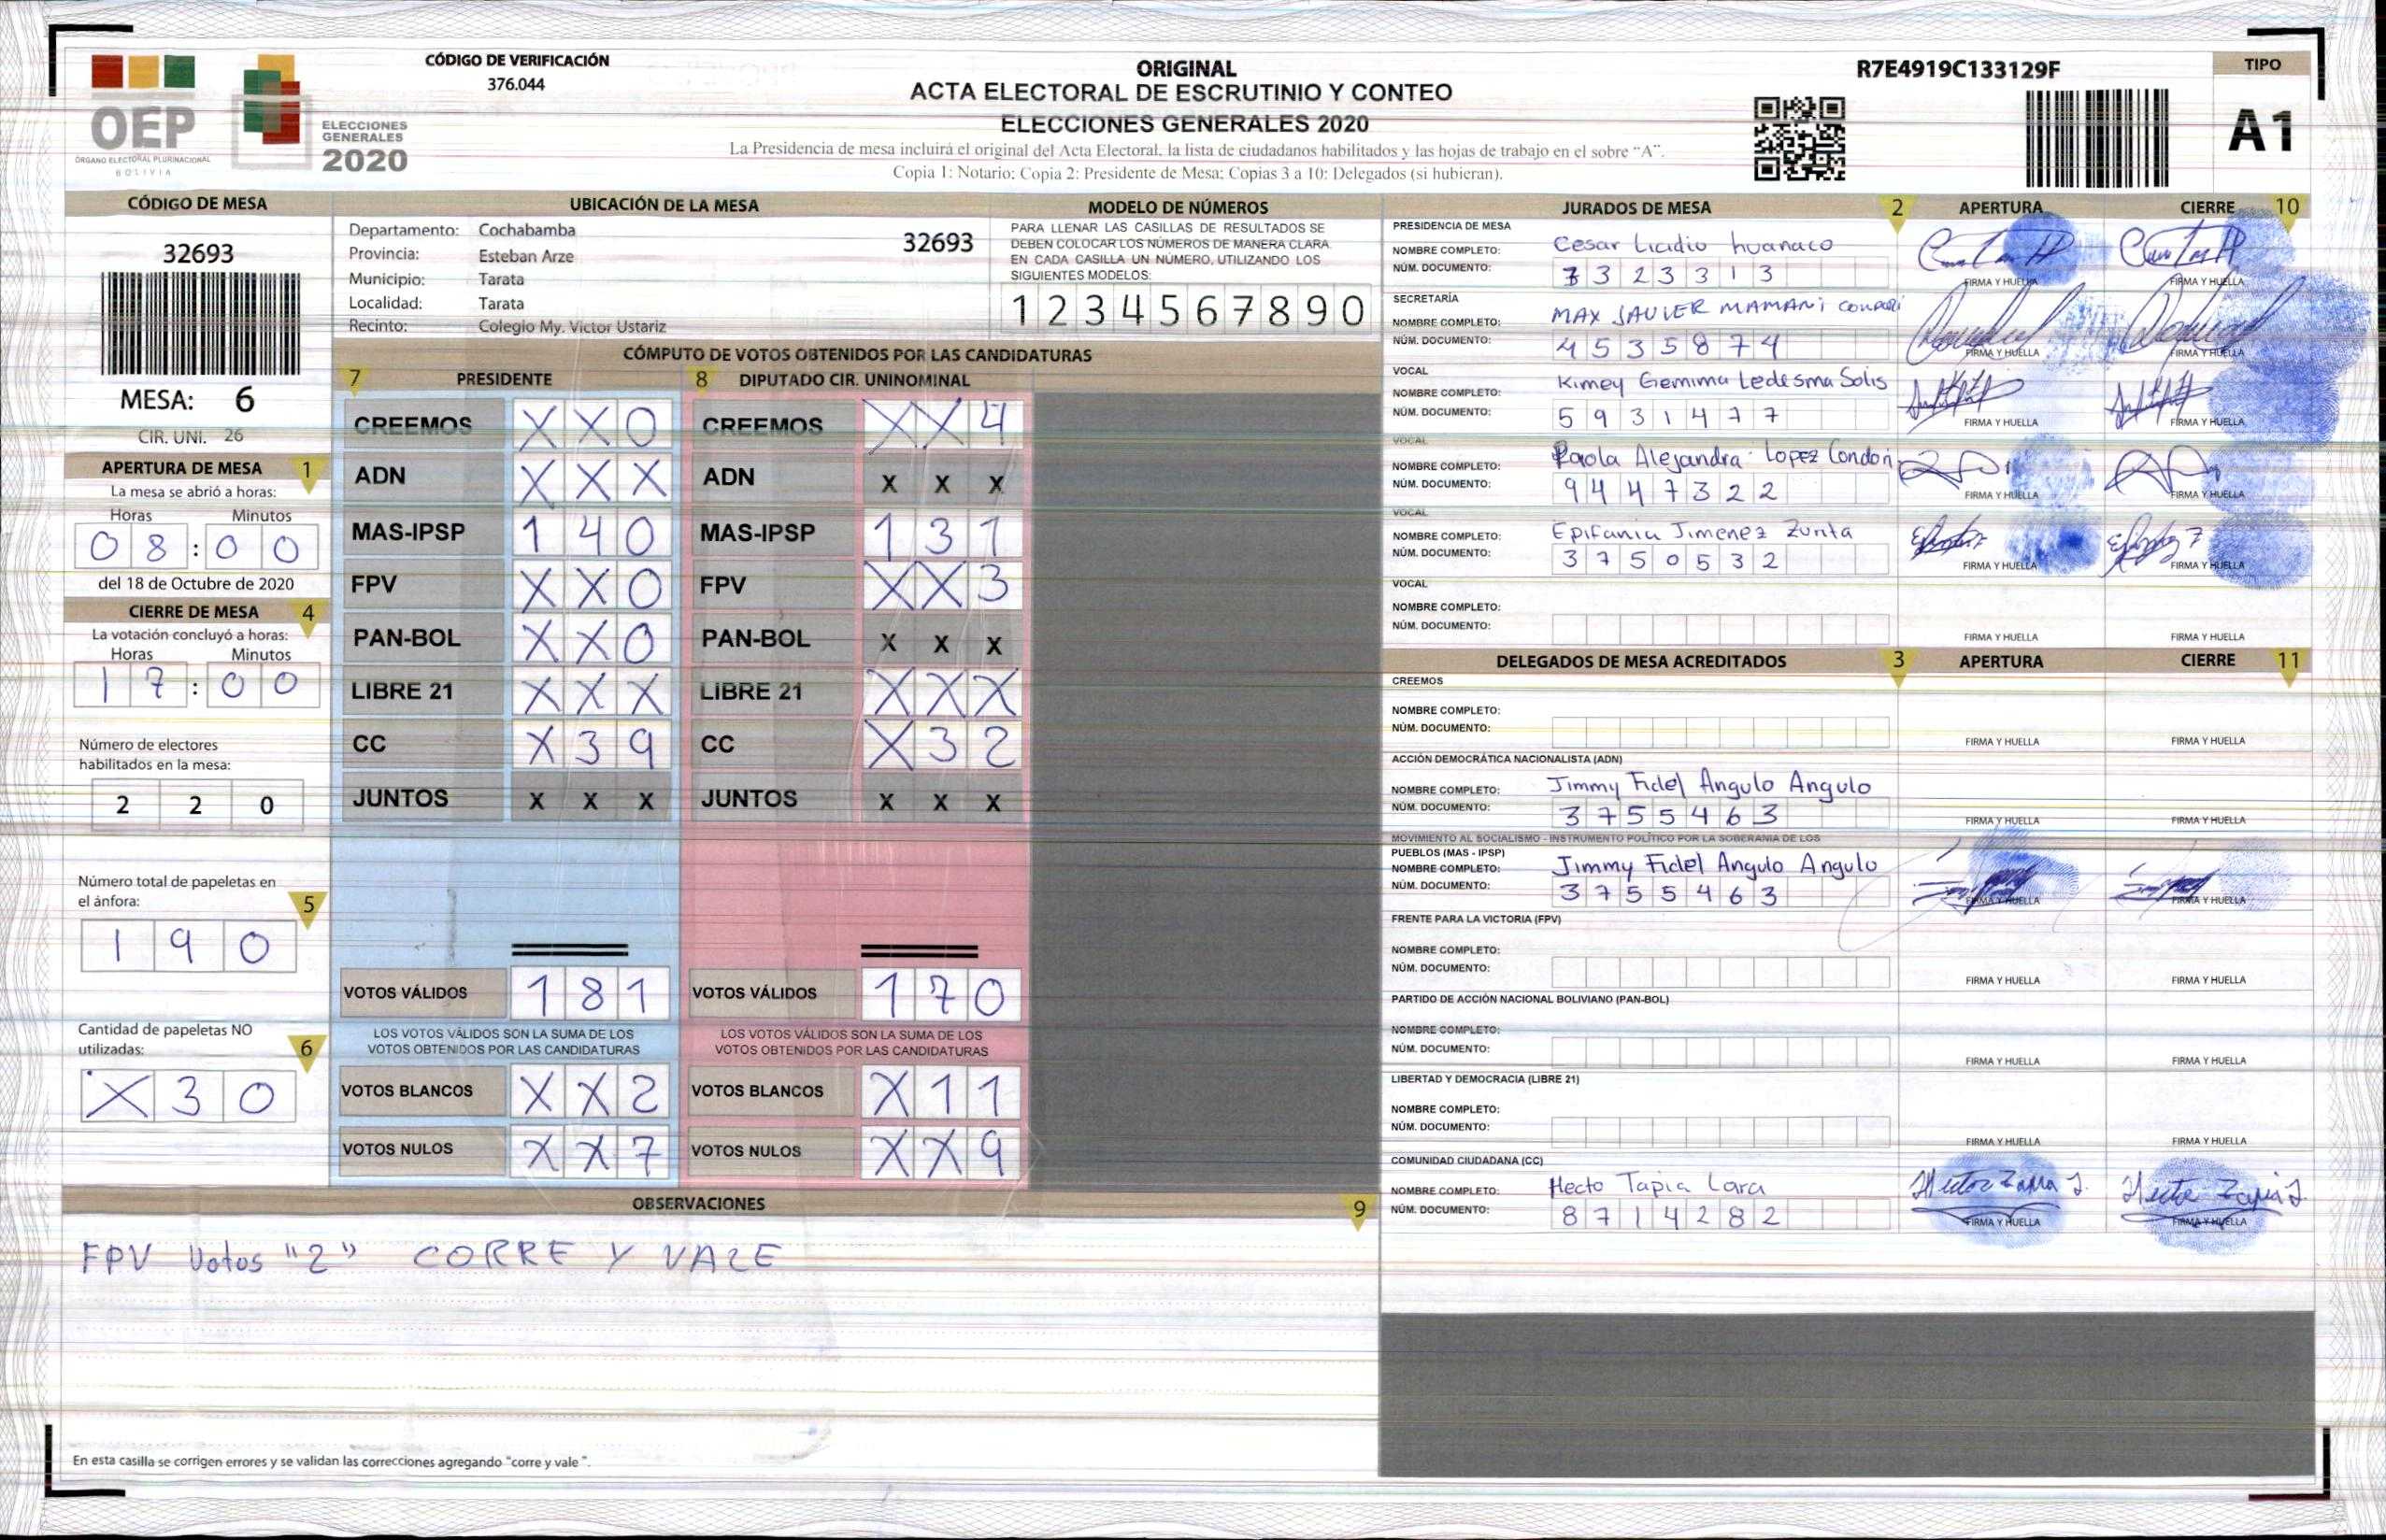 CÓDIGO DE VERIFICACIÓN
376.044
ORIGINAL
ACTA ELECTORAL DE ESCRUTINIO Y CONTEO
ELECCIONES GENERALES 2020
La Presidencia de mesa incluirá el original del Acta Electoral, la lista de ciudadanos habilitados y las hojas de trabajo en el sobre "A".
Copia 1: Notario; Copia 2: Presidente de Mesa; Copias 3 a 10: Delegados (si hubieran).
R7E4919C133129F
TIPO
A1
OEP
ÓRGANO ELECTORAL PLURINACIONAL
BOLIVIA
ELECCIONES
GENERALES
2020
CÓDIGO DE MESA
32693
MESA: 6
CIR. UNI. 26
APERTURA DE MESA 1
La mesa se abrió a horas:
Horas Minutos
0 8 : 0 0
del 18 de Octubre de 2020
CIERRE DE MESA 4
La votación concluyó a horas:
Horas Minutos
1 7 : 0 0
Número de electores
habilitados en la mesa:
2 2 0
Número total de papeletas en
el ánfora: 5
1 9 0
Cantidad de papeletas NO
utilizadas: 6
X 3 0
UBICACIÓN DE LA MESA
Departamento: Cochabamba
32693
Provincia: Esteban Arze
Municipio: Tarata
Localidad: Tarata
Recinto: Colegio My. Victor Ustariz
MODELO DE NÚMEROS
PARA LLENAR LAS CASILLAS DE RESULTADOS SE
DEBEN COLOCAR LOS NÚMEROS DE MANERA CLARA.
EN CADA CASILLA UN NÚMERO, UTILIZANDO LOS
SIGUIENTES MODELOS:
1 2 3 4 5 6 7 8 9 0
CÓMPUTO DE VOTOS OBTENIDOS POR LAS CANDIDATURAS
7 PRESIDENTE 8 DIPUTADO CIR. UNINOMINAL
CREEMOS X X 0 CREEMOS X X 4
ADN X X X ADN X X X
MAS-IPSP 1 4 0 MAS-IPSP 1 3 1
FPV X X 0 FPV X X 3
PAN-BOL X X 0 PAN-BOL X X X
LIBRE 21 X X X LIBRE 21 X X X
CC X 3 9 CC X 3 2
JUNTOS X X X JUNTOS X X X
VOTOS VÁLIDOS 1 8 1 VOTOS VÁLIDOS 1 7 0
LOS VOTOS VÁLIDOS SON LA SUMA DE LOS LOS VOTOS VÁLIDOS SON LA SUMA DE LOS
VOTOS OBTENIDOS POR LAS CANDIDATURAS VOTOS OBTENIDOS POR LAS CANDIDATURAS
VOTOS BLANCOS X X 2 VOTOS BLANCOS X 1 1
VOTOS NULOS X X 7 VOTOS NULOS X X 9
OBSERVACIONES 9
FPV Votos "2" CORRE Y VALE
En esta casilla se corrigen errores y se validan las correcciones agregando "corre y vale ".
JURADOS DE MESA 2 APERTURA CIERRE 10
PRESIDENCIA DE MESA
NOMBRE COMPLETO: Cesar Licidio huanaco
NÚM. DOCUMENTO: 7 3 2 3 3 1 3
FIRMA Y HUELLA FIRMA Y HUELLA
SECRETARÍA
NOMBRE COMPLETO: MAX JAVIER MAMANI
NÚM. DOCUMENTO: 4 5 3 5 8 7 4
FIRMA Y HUELLA FIRMA Y HUELLA
VOCAL
NOMBRE COMPLETO: Kimey Gemima Ledesma Solis
NÚM. DOCUMENTO: 5 9 3 1 4 7 7
FIRMA Y HUELLA FIRMA Y HUELLA
VOCAL
NOMBRE COMPLETO: Paola Alejandra Lopez Condori
NÚM. DOCUMENTO: 9 4 4 7 3 2 2
FIRMA Y HUELLA FIRMA Y HUELLA
VOCAL
NOMBRE COMPLETO: Epifania Jimenez Zurita
NÚM. DOCUMENTO: 3 7 5 0 5 3 2
FIRMA Y HUELLA FIRMA Y HUELLA
VOCAL
NOMBRE COMPLETO:
NÚM. DOCUMENTO:
FIRMA Y HUELLA FIRMA Y HUELLA
DELEGADOS DE MESA ACREDITADOS 3 APERTURA CIERRE 11
CREEMOS
NOMBRE COMPLETO:
NÚM. DOCUMENTO:
FIRMA Y HUELLA FIRMA Y HUELLA
ACCIÓN DEMOCRÁTICA NACIONALISTA (ADN)
NOMBRE COMPLETO: Jimmy Fidel Angulo Angulo
NÚM. DOCUMENTO: 3 7 5 5 4 6 3
FIRMA Y HUELLA FIRMA Y HUELLA
MOVIMIENTO AL SOCIALISMO - INSTRUMENTO POLÍTICO POR LA SOBERANIA DE LOS
PUEBLOS (MAS - IPSP)
NOMBRE COMPLETO: Jimmy Fidel Angulo Angulo
NÚM. DOCUMENTO: 3 7 5 5 4 6 3
FIRMA Y HUELLA FIRMA Y HUELLA
FRENTE PARA LA VICTORIA (FPV)
NOMBRE COMPLETO:
NÚM. DOCUMENTO:
FIRMA Y HUELLA FIRMA Y HUELLA
PARTIDO DE ACCIÓN NACIONAL BOLIVIANO (PAN-BOL)
NOMBRE COMPLETO:
NÚM. DOCUMENTO:
FIRMA Y HUELLA FIRMA Y HUELLA
LIBERTAD Y DEMOCRACIA (LIBRE 21)
NOMBRE COMPLETO:
NÚM. DOCUMENTO:
FIRMA Y HUELLA FIRMA Y HUELLA
COMUNIDAD CIUDADANA (CC)
NOMBRE COMPLETO: Hecto Tapia Lara
NÚM. DOCUMENTO: 8 7 1 4 2 8 2
FIRMA Y HUELLA FIRMA Y HUELLA